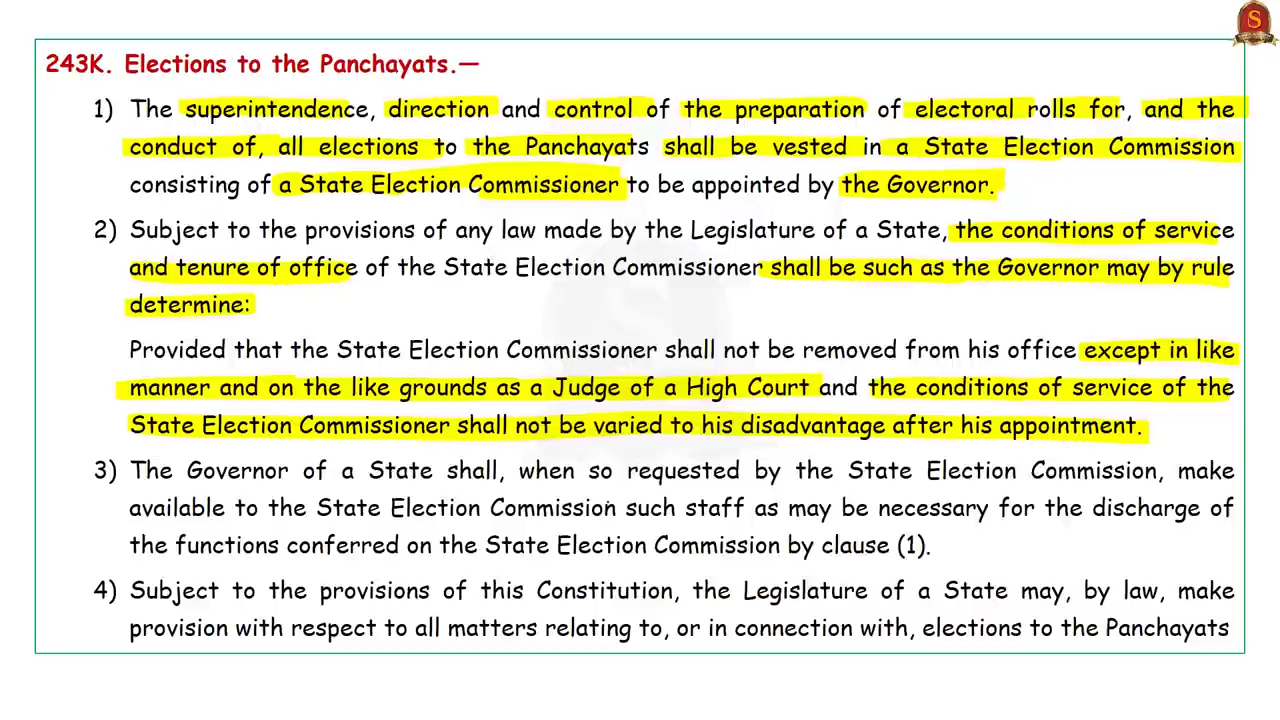 243K. Elections to the Panchayats.—
1) The superintendence, direction and control of the preparation of electoral rolls for, and the
conduct of, all elections to the Panchayats shall be vested in a State Election Commission
consisting of a State Election Commissioner to be appointed by the Governor.
2) Subject to the provisions of any law made by the Legislature of a State, the conditions of service
and tenure of office of the State Election Commissioner shall be such as the Governor may by rule
determine:
Provided that the State Election Commissioner shall not be removed from his office except in like
manner and on the like grounds as a Judge of a High Court and the conditions of service of the
State Election Commissioner shall not be varied to his disadvantage after his appointment.
3) The Governor of a State shall, when so requested by the State Election Commission, make
available to the State Election Commission such staff as may be necessary for the discharge of
the functions conferred on the State Election Commission by clause (1).
4) Subject to the provisions of this Constitution, the Legislature of a State may, by law, make
provision with respect to all matters relating to, or in connection with, elections to the Panchayats
S